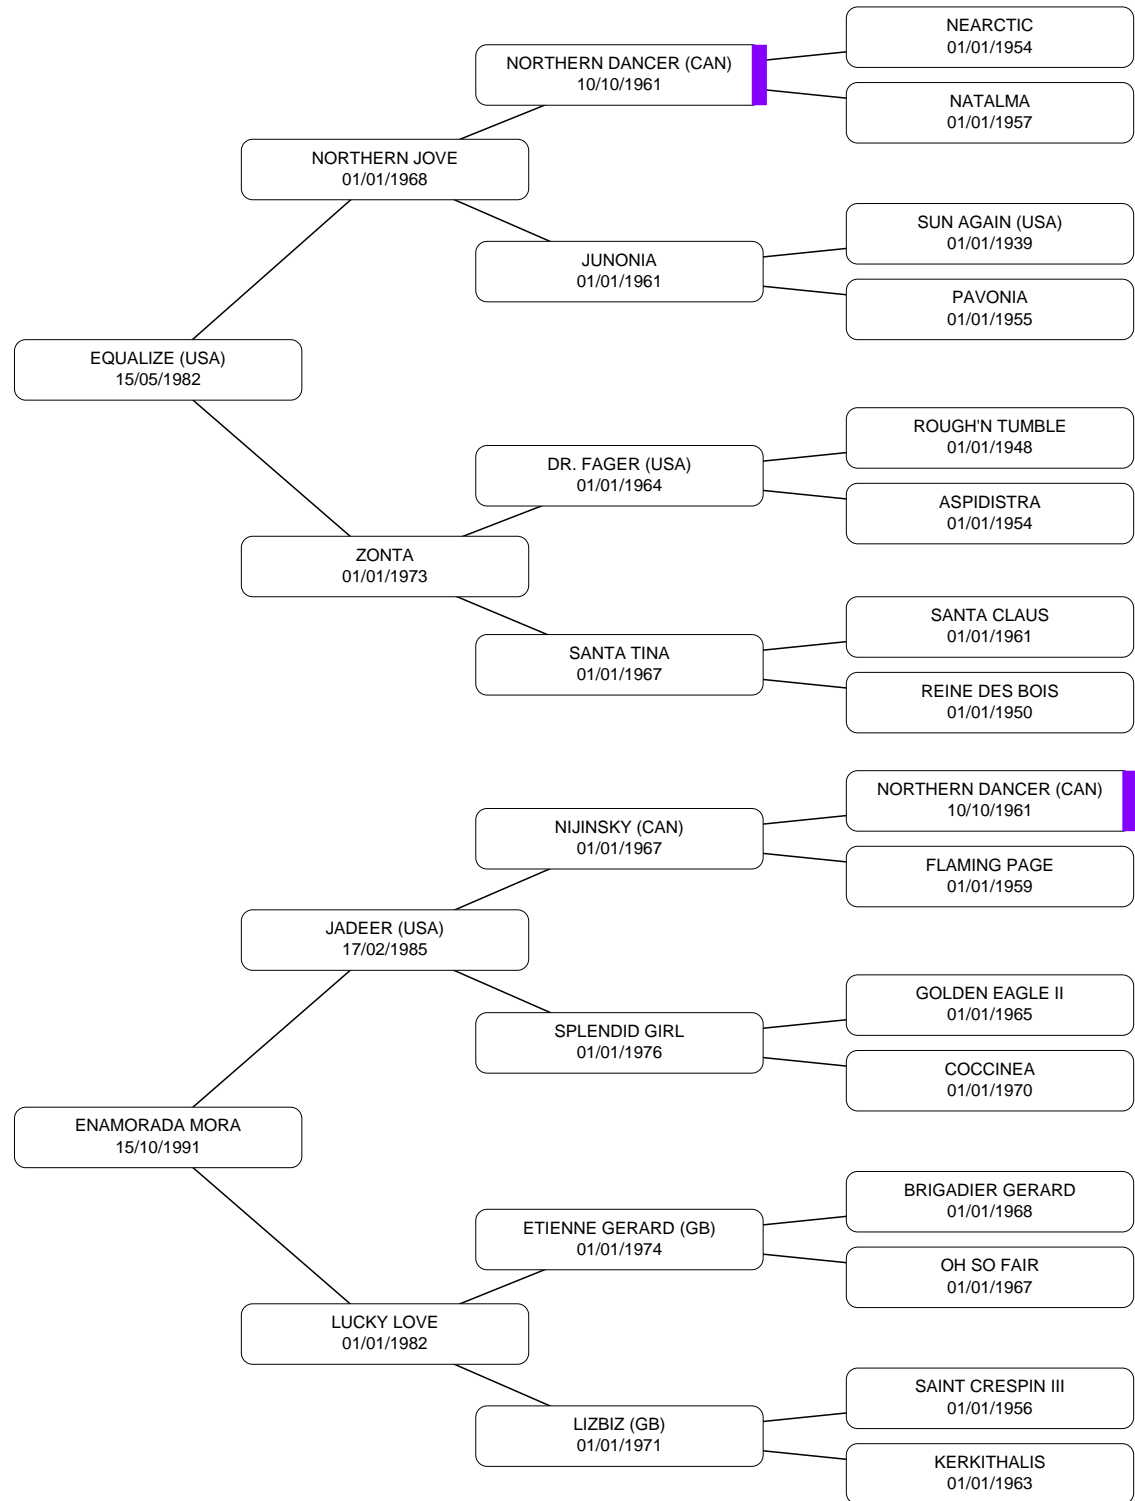 NEARCTIC
01/01/1954
NORTHERN DANCER (CAN)
10/10/1961
NATALMA
01/01/1957
NORTHERN JOVE
01/01/1968
SUN AGAIN (USA)
01/01/1939
JUNONIA
01/01/1961
PAVONIA
01/01/1955
EQUALIZE (USA)
15/05/1982
ROUGH'N TUMBLE
01/01/1948
DR. FAGER (USA)
01/01/1964
ASPIDISTRA
01/01/1954
ZONTA
01/01/1973
SANTA CLAUS
01/01/1961
SANTA TINA
01/01/1967
REINE DES BOIS
01/01/1950
NORTHERN DANCER (CAN)
10/10/1961
NIJINSKY (CAN)
01/01/1967
FLAMING PAGE
01/01/1959
JADEER (USA)
17/02/1985
GOLDEN EAGLE II
01/01/1965
SPLENDID GIRL
01/01/1976
COCCINEA
01/01/1970
ENAMORADA MORA
15/10/1991
BRIGADIER GERARD
01/01/1968
ETIENNE GERARD (GB)
01/01/1974
OH SO FAIR
01/01/1967
LUCKY LOVE
01/01/1982
SAINT CRESPIN III
01/01/1956
LIZBIZ (GB)
01/01/1971
KERKITHALIS
01/01/1963